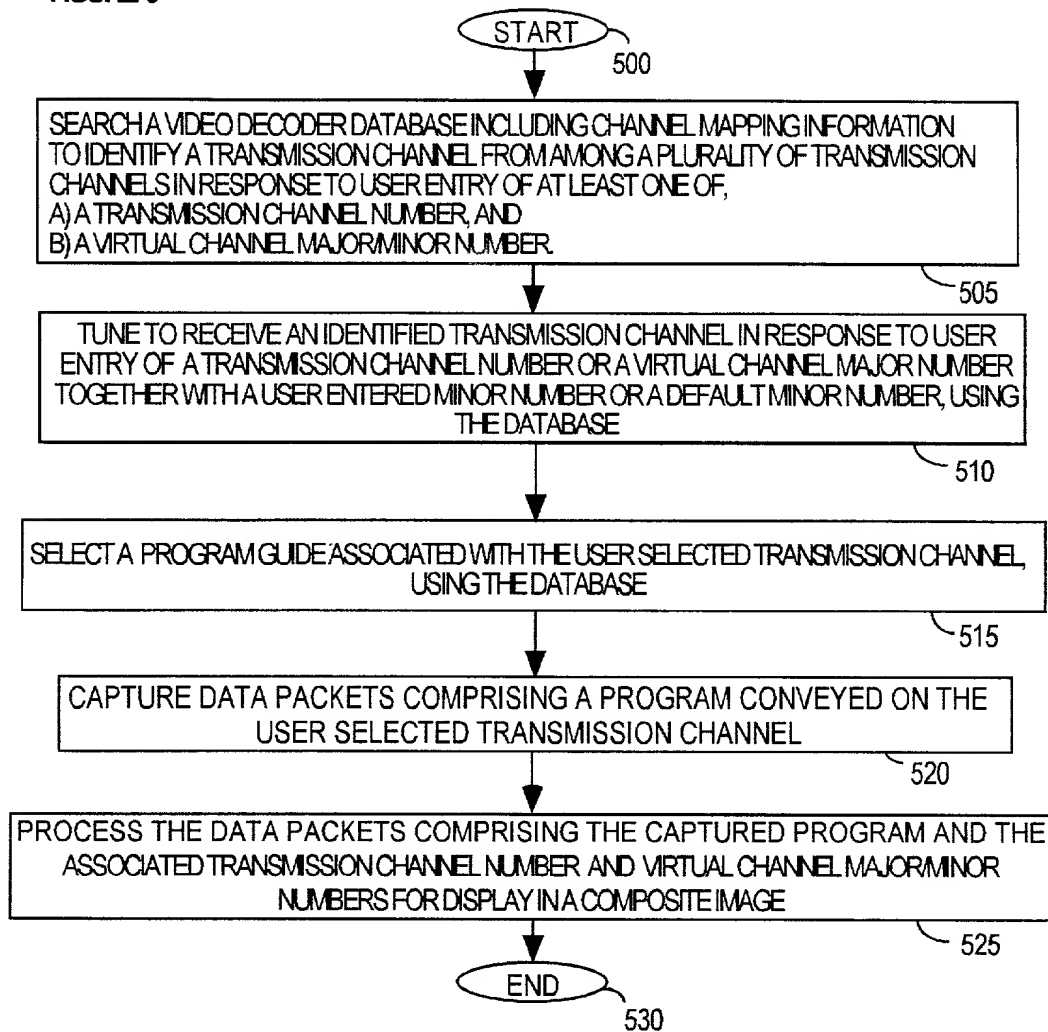 START
500
SEARCH A VIDEO DECODER DATABASE INCLUDING CHANNEL MAPPING INFORMATION
TO IDENTIFY A TRANSMISSION CHANNEL FROM AMONG A PLURALITY OF TRANSMISSION
CHANNELS IN RESPONSE TO USER ENTRY OF AT LEAST ONE OF,
A) A TRANSMISSION CHANNEL NUMBER, AND
B) A VIRTUAL CHANNEL MAJOR/MINOR NUMBER.
505
TUNE TO RECEIVE AN IDENTIFIED TRANSMISSION CHANNEL IN RESPONSE TO USER
ENTRY OF A TRANSMISSION CHANNEL NUMBER OR A VIRTUAL CHANNEL MAJOR NUMBER
TOGETHER WITH A USER ENTERED MINOR NUMBER OR A DEFAULT MINOR NUMBER, USING
THE DATABASE
510
SELECT A PROGRAM GUIDE ASSOCIATED WITH THE USER SELECTED TRANSMISSION CHANNEL,
USING THE DATABASE
515
CAPTURE DATA PACKETS COMPRISING A PROGRAM CONVEYED ON THE
USER SELECTED TRANSMISSION CHANNEL
520
PROCESS THE DATA PACKETS COMPRISING THE CAPTURED PROGRAM AND THE
ASSOCIATED TRANSMISSION CHANNEL NUMBER AND VIRTUAL CHANNEL MAJOR/MINOR
NUMBERS FOR DISPLAY IN A COMPOSITE IMAGE
525
END
530